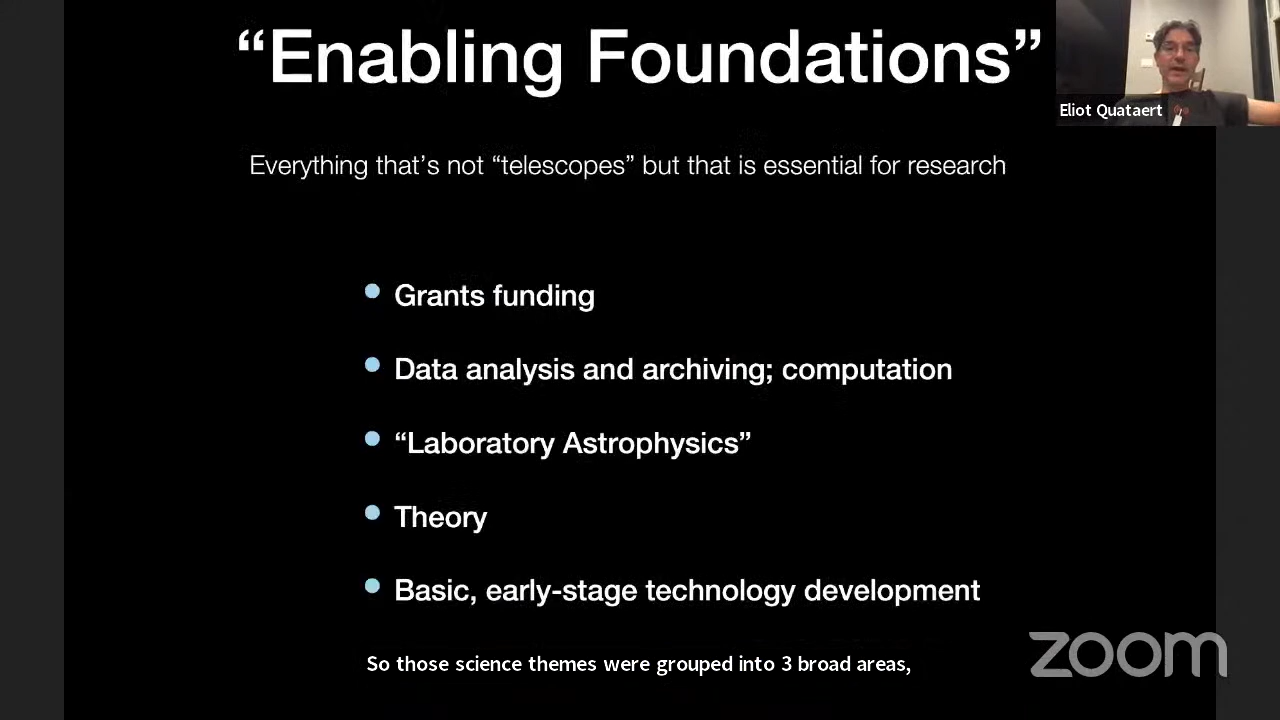 “Enabling Foundations”
Eliot Quataert
Everything that’s not “telescopes” but that is essential for research
Grants funding
Data analysis and archiving; computation
“Laboratory Astrophysics”
Theory
Basic, early-stage technology development
So those science themes were grouped into 3 broad areas,
zoom